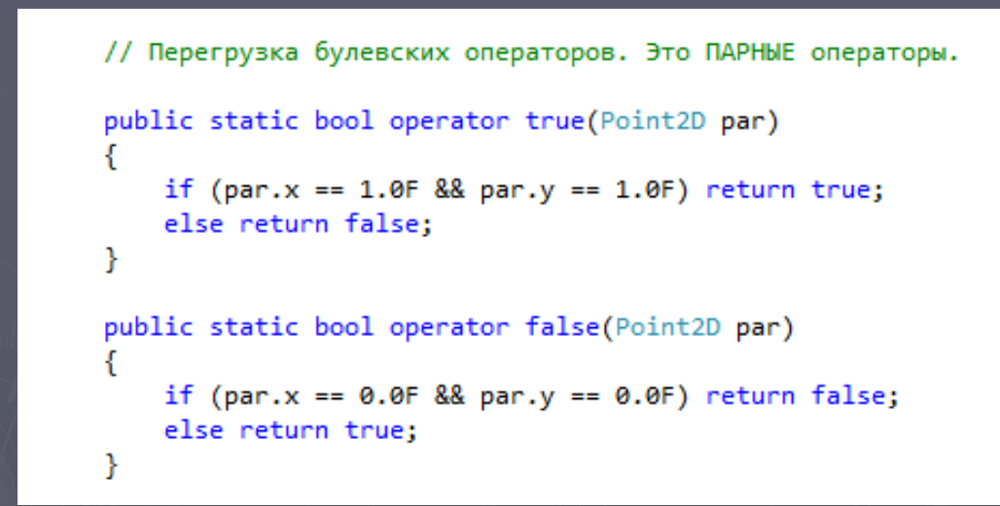 // Перегрузка булевских операторов. Это ПАРНЫЕ операторы.
public static bool operator true(Point2D par)
{
if (par.x == 1.0F && par.y == 1.0F) return true;
else return false;
}
public static bool operator false(Point2D par)
{
if (par.x == 0.0F && par.y == 0.0F) return false;
else return true;
}